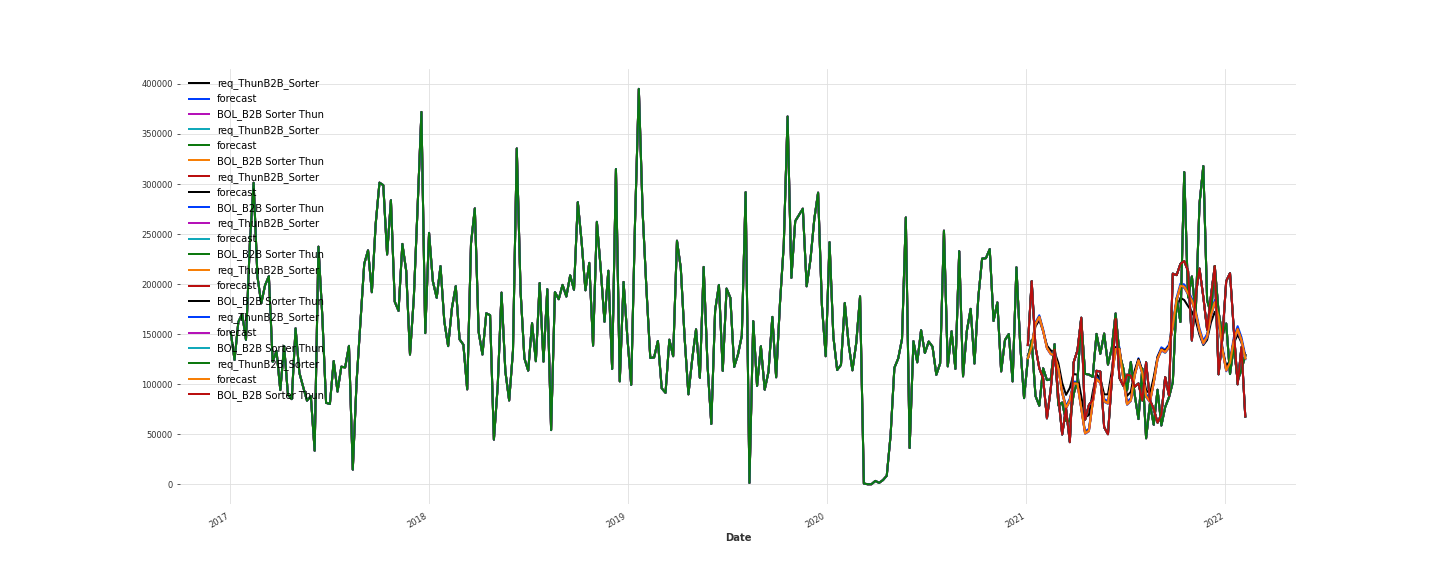 400000
350000
300000
250000
200000
150000
100000
50000
0
req_ThunB2B_Sorter
forecast
BOL_B2B Sorter Thun
req_ThunB2B_Sorter
forecast
BOL_B2B Sorter Thun
req_ThunB2B_Sorter
forecast
BOL_B2B Sorter Thun
req_ThunB2B_Sorter
forecast
BOL_B2B Sorter Thun
req_ThunB2B_Sorter
forecast
BOL_B2B Sorter Thun
req_ThunB2B_Sorter
forecast
BOL_B2B Sorter Thun
req_ThunB2B_Sorter
forecast
BOL_B2B Sorter Thun
2017
2018
2019
2020
2021
2022
Date